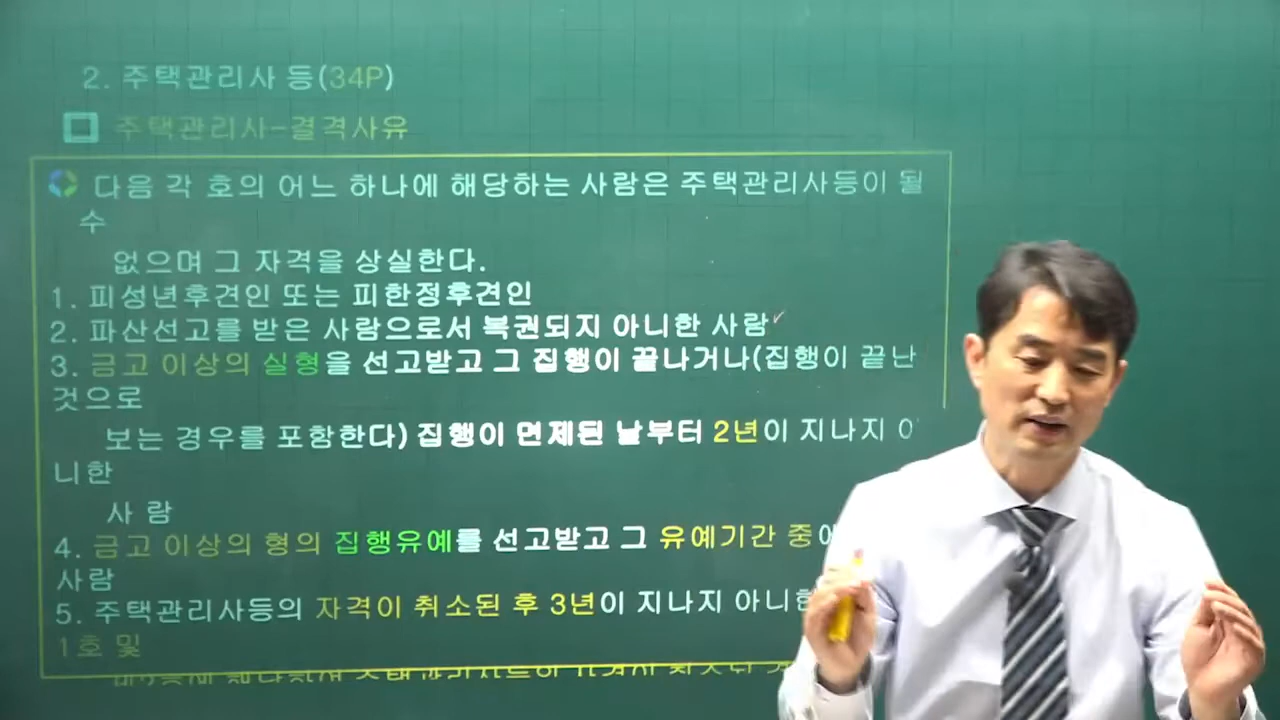 2. 주택관리사 등(34P)
주택관리사-결격사유
다음 각 호의 어느 하나에 해당하는 사람은 주택관리사등이 될
수
없으며 그 자격을 상실한다.
1. 피성년후견인 또는 피한정후견인
2. 파산선고를 받은 사람으로서 복권되지 아니한 사람
3. 금고 이상의 실형을 선고받고 그 집행이 끝나거나(집행이 끝난
것으로
보는 경우를 포함한다) 집행이 면제된 날부터 2년이 지나지 아
니한
사 람
4. 금고 이상의 형의 집행유예를 선고받고 그 유예기간 중에
사람
5. 주택관리사등의 자격이 취소된 후 3년이 지나지 아니한
1호 및